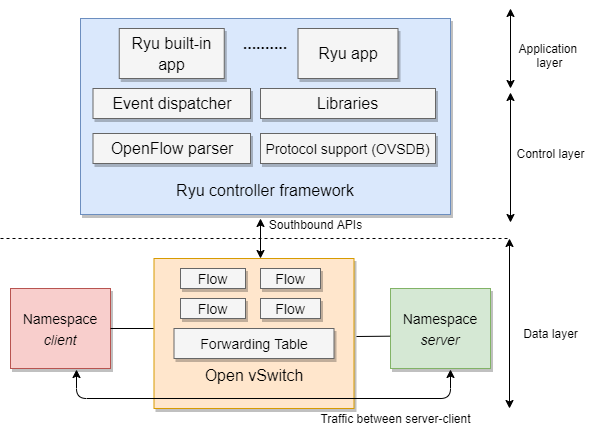 Ryu built-in
app
..........
Ryu app
Application
layer
Event dispatcher
Libraries
OpenFlow parser
Protocol support (OVSDB)
Control layer
Ryu controller framework
Southbound APIs
Flow
Flow
Flow
Flow
Namespace
client
Forwarding Table
Open vSwitch
Namespace
server
Data layer
Traffic between server-client